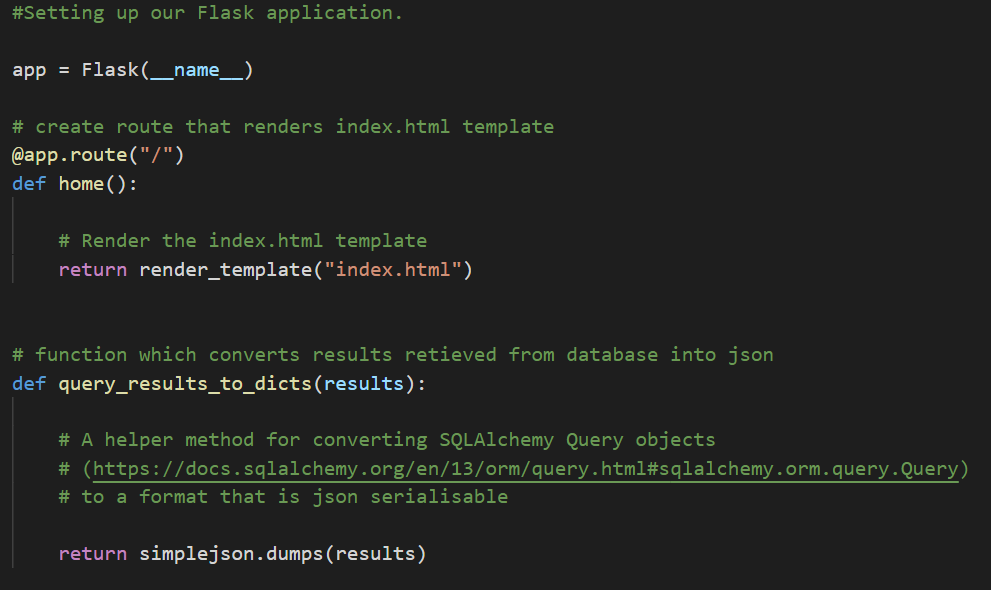 #Setting up our Flask application.
app = Flask(__name__)
# create route that renders index.html template
@app.route("/")
def home():
# Render the index.html template
return render_template("index.html")
# function which converts results retieved from database into json
def query_results_to_dicts(results):
# A helper method for converting SQLAlchemy Query objects
# (https://docs.sqlalchemy.org/en/13/orm/query.html#sqlalchemy.orm.query.Query)
# to a format that is json serialisable
return simplejson.dumps(results)